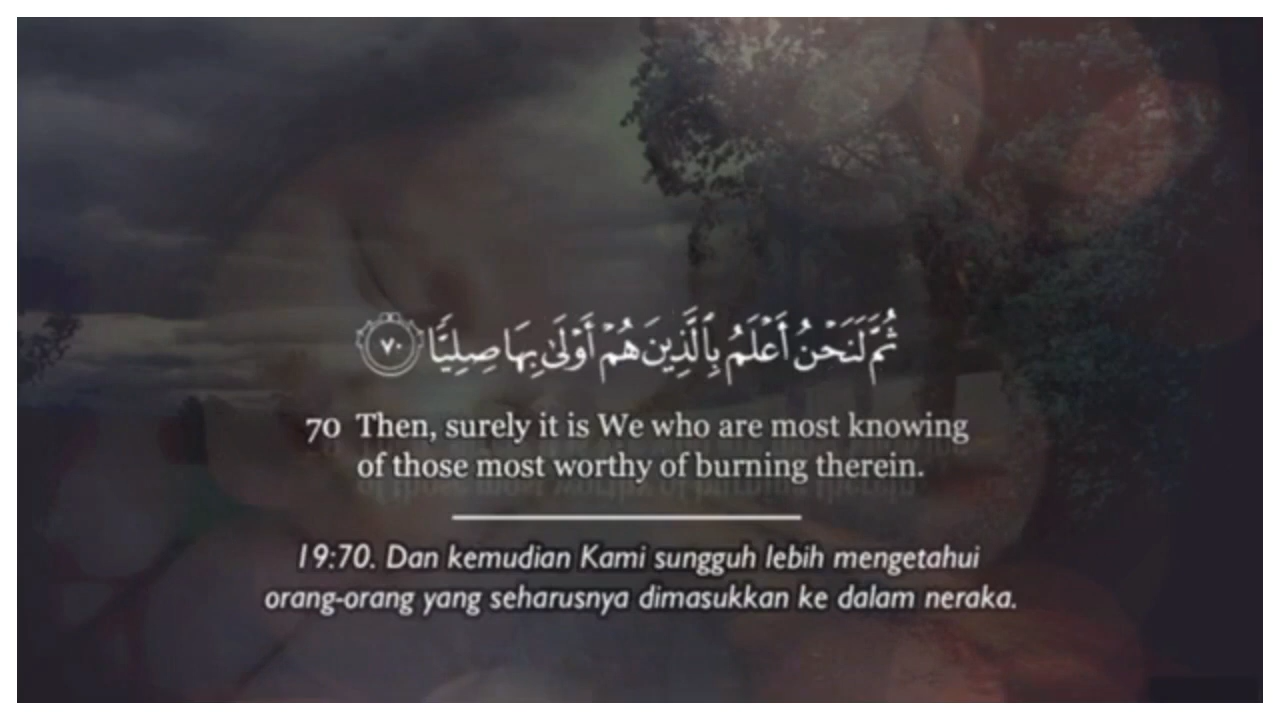 ثُمَّ لَنَحْنُ أَعْلَمُ بِٱلَّذِينَ هُمْ أَوْلَىٰ بِهَا صِلِيًّا ٧٠
70 Then, surely it is We who are most knowing
of those most worthy of burning therein.
19:70. Dan kemudian Kami sungguh lebih mengetahui
orang-orang yang seharusnya dimasukkan ke dalam neraka.